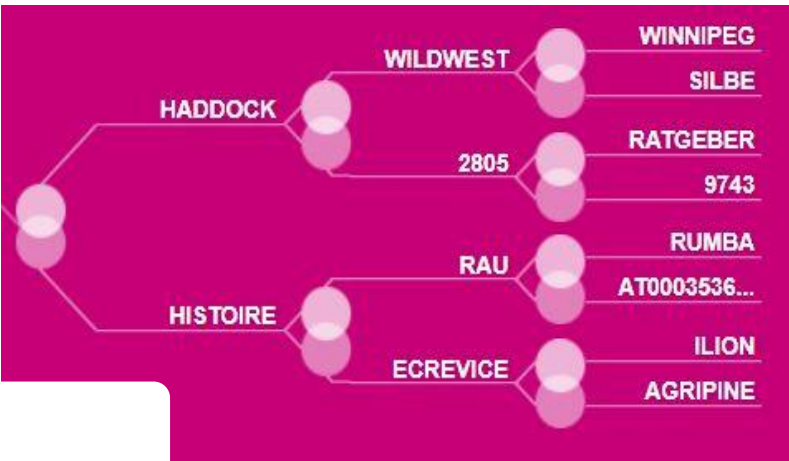 WINNIPEG
WILDWEST
SILBE
HADDOCK
RATGEBER
2805
9743
RUMBA
RAU
AT0003536...
HISTOIRE
ILION
ECREVICE
AGRIPINE